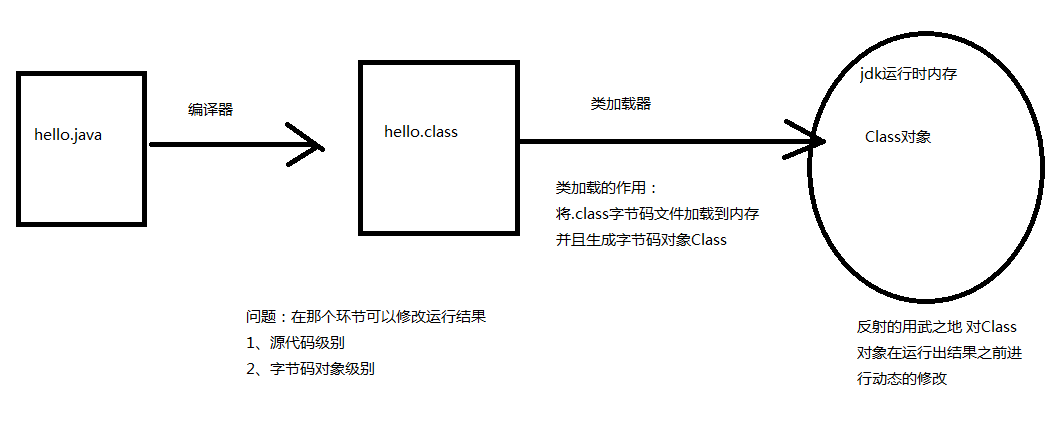 hello.java
编译器
hello.class
类加载器
类加载的作用：
将.class字节码文件加载到内存
并且生成字节码对象Class
jdk运行时内存
Class对象
问题：在那个环节可以修改运行结果
1、源代码级别
2、字节码对象级别
反射的用武之地 对Class
对象在运行出结果之前进
行动态的修改